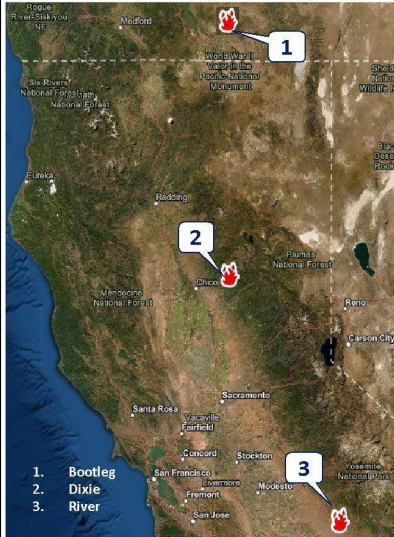 Rogue
River-Siskiyou
NF
Medford
1
World War II
Valor in the
Pacific National
Monument
Six Rivers
National Forest
Klamath
National Forest
Eureka
Redding
2
Chico
Plumas
National Forest
Mendocino
National Forest
Reno
Carson City
Sacramento
Santa Rosa
Vacaville
Fairfield
Concord
Stockton
San Francisco
Livermore
Modesto
Fremont
San Jose
3
Yosemite
National Park
1. Bootleg
2. Dixie
3. River